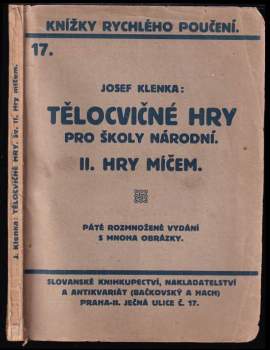 KNÍŽKY RYCHLÉHO POUČENÍ.
17.
JOSEF KLENKA:
TĚLOCVIČNÉ HRY
PRO ŠKOLY NÁRODNÍ.
II. HRY MÍČEM.
PÁTÉ ROZMNOŽENÉ VYDÁNÍ
S MNOHA OBRÁZKY.
SLOVANSKÉ KNIHKUPECTVÍ, NAKLADATELSTVÍ
A ANTIKVARIÁT (BAČKOVSKÝ A HACH)
PRAHA-II. JEČNÁ ULICE Č. 17.
J. Klenka: TĚLOCVIČNÉ HRY. sv. II. Hry míčem.